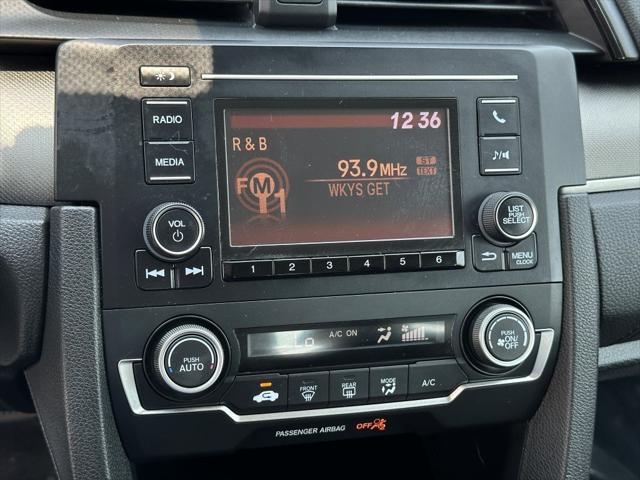 RADIO
MEDIA
12 36
R & B
93.9MHz
ST
TEXT
FM1
WKYS GET
VOL
LIST
PUSH
SELECT
MENU
CLOCK
1 2 3 4 5 6
PUSH
AUTO
Lo
A/C ON
PUSH
ON/
OFF
FRONT
REAR
MODE
A/C
PASSENGER AIRBAG OFF